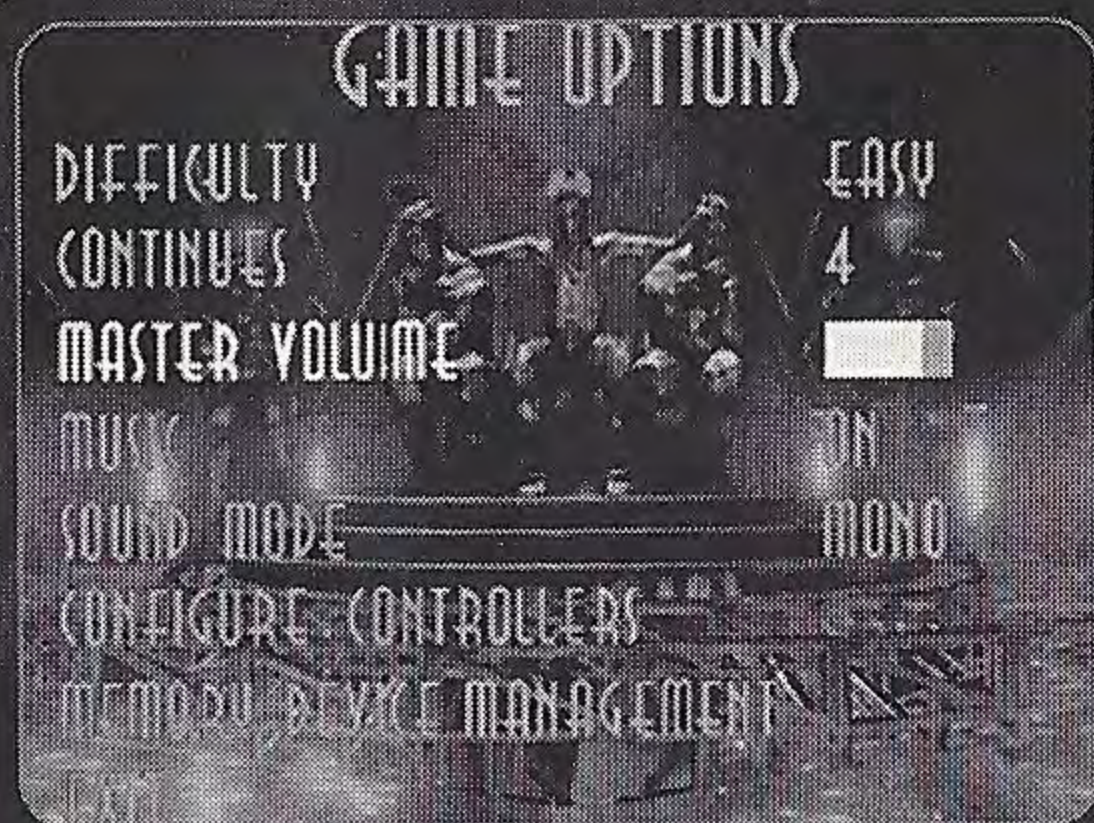 GAME OPTIONS
DIFFICULTY EASY
CONTINUES 4
MASTER VOLUME
MUSIC ON
SOUND MODE MONO
CONFIGURE CONTROLLERS
MEMORY DEVICE MANAGEMENT